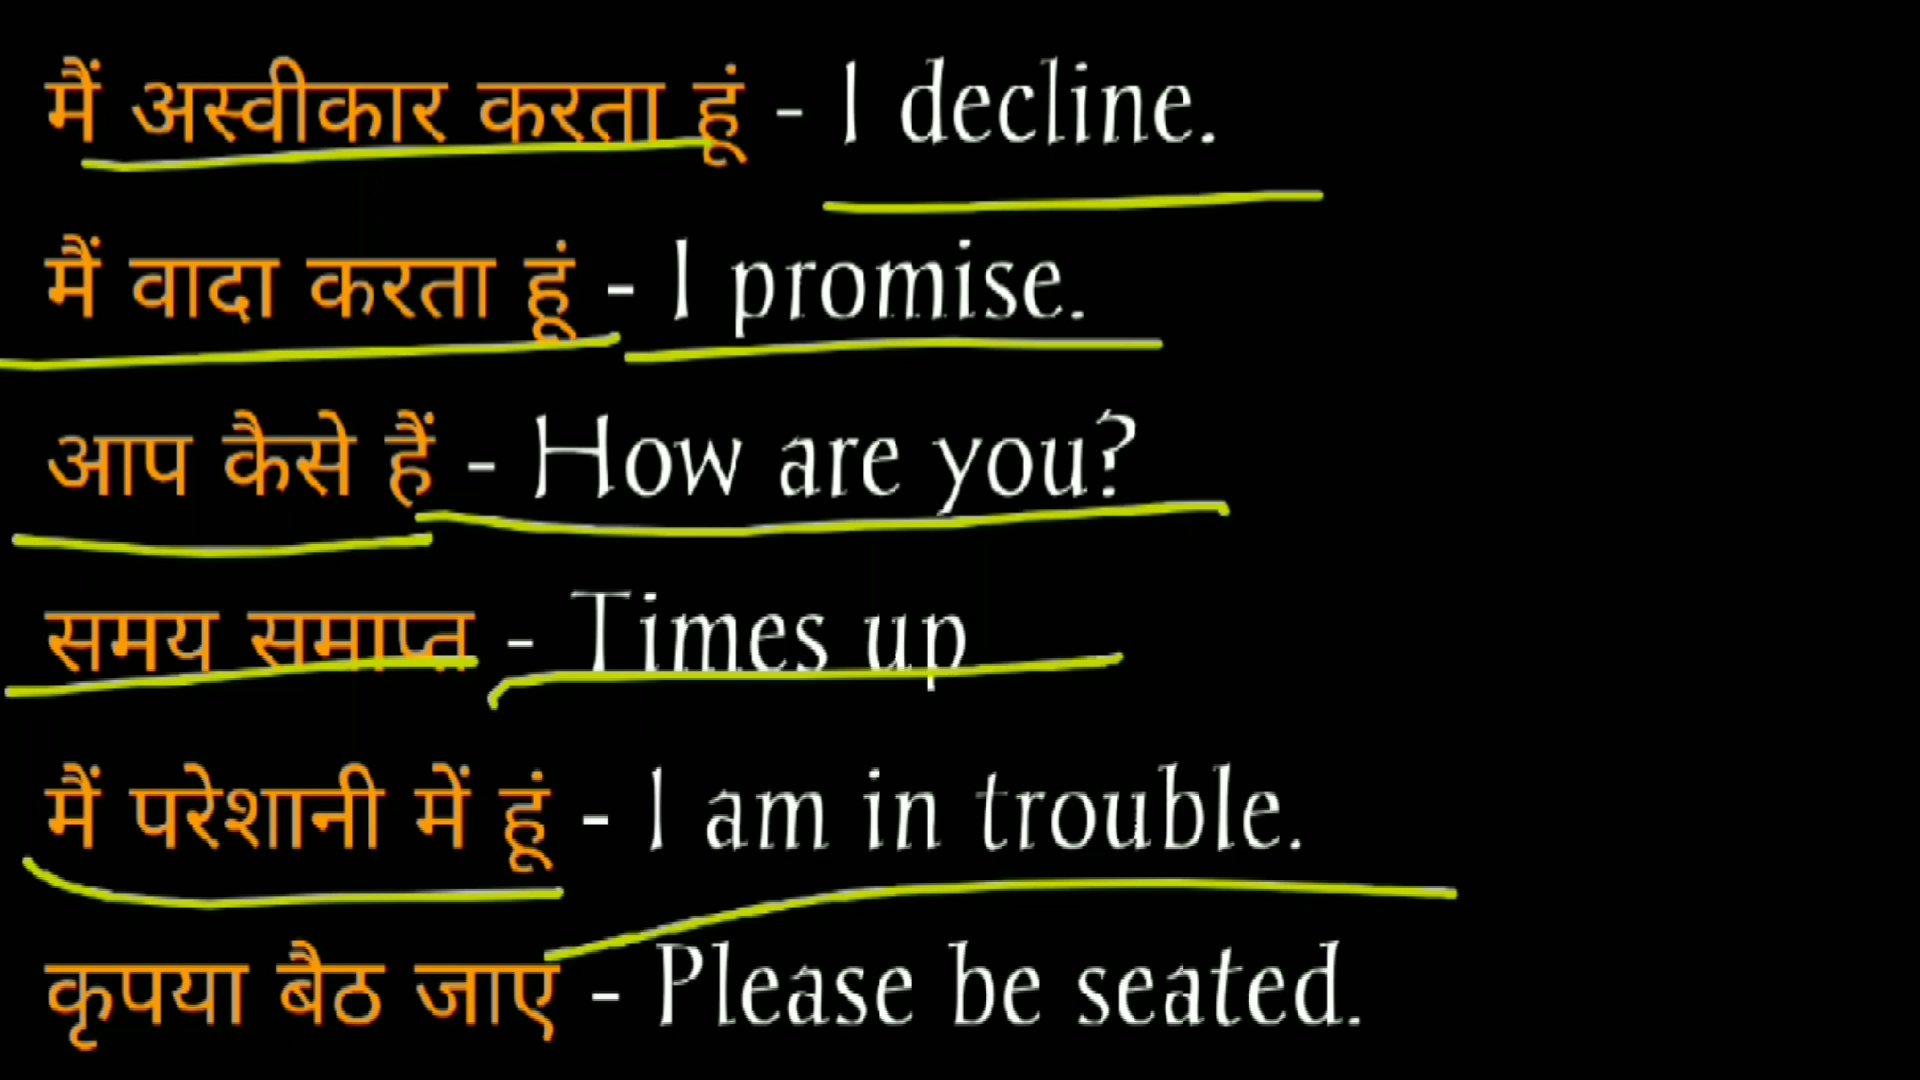 मैं अस्वीकार करता हूं - I decline.
मैं वादा करता हूं - I promise.
आप कैसे हैं - How are you?
समय समाप्त - Times up
मैं परेशानी में हूं - I am in trouble.
कृपया बैठ जाए - Please be seated.